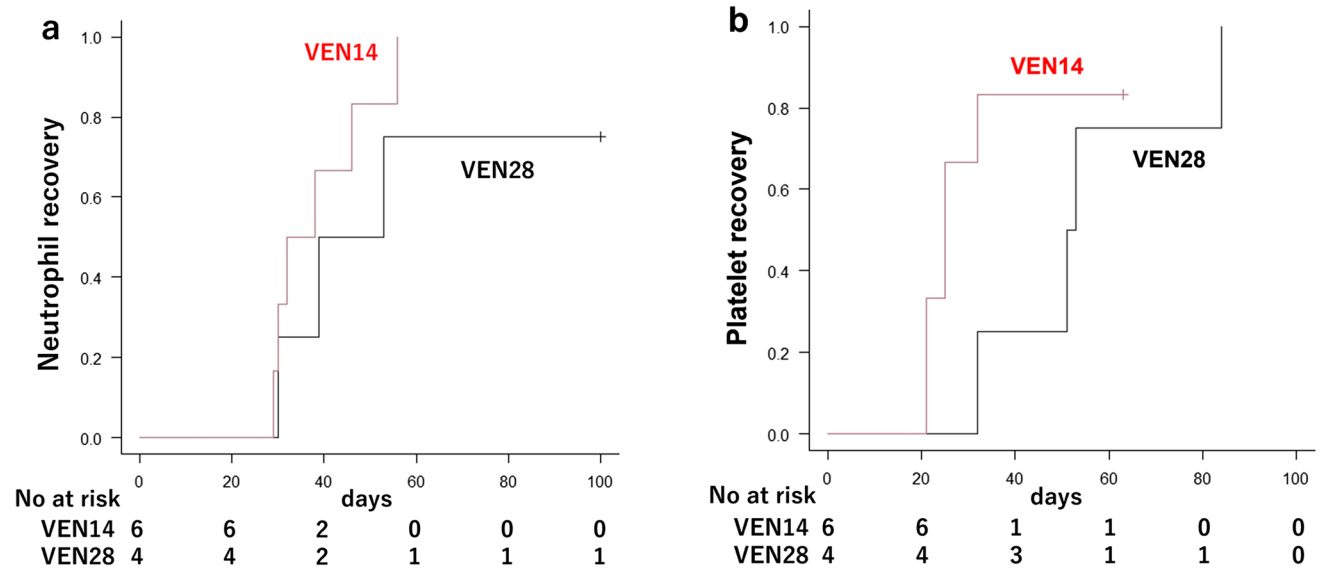 a
VEN14
VEN28
Neutrophil recovery
1.0
0.8
0.6
0.4
0.2
0.0
0 20 40 60 80 100
days
No at risk
VEN14 6 6 2 0 0 0
VEN28 4 4 2 1 1 1
b
VEN14
VEN28
Platelet recovery
1.0
0.8
0.6
0.4
0.2
0.0
0 20 40 60 80 100
days
No at risk
VEN14 6 6 1 1 0 0
VEN28 4 4 3 1 1 0